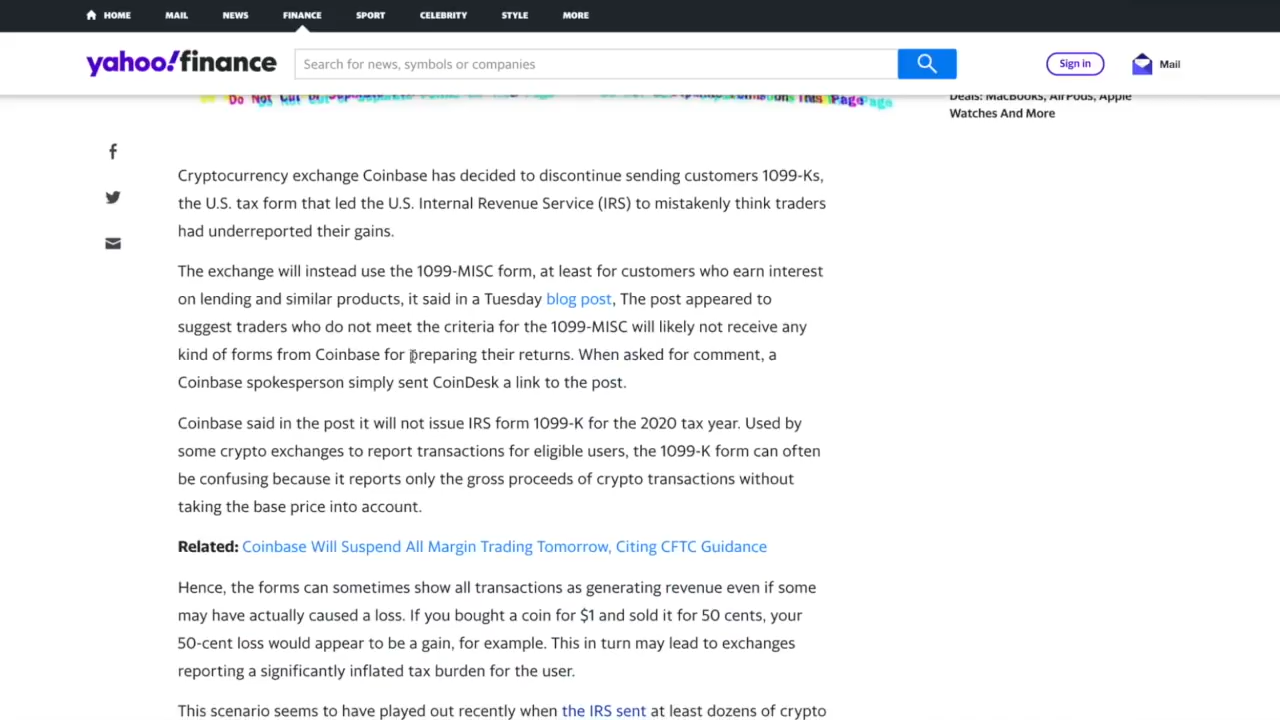 HOME MAIL NEWS FINANCE SPORT CELEBRITY STYLE MORE
yahoo!finance Search for news, symbols or companies Sign in Mail
Do Not Cut or Separate Page
Deals: MacBooks, AirPods, Apple
Watches And More
Cryptocurrency exchange Coinbase has decided to discontinue sending customers 1099-Ks,
the U.S. tax form that led the U.S. Internal Revenue Service (IRS) to mistakenly think traders
had underreported their gains.
The exchange will instead use the 1099-MISC form, at least for customers who earn interest
on lending and similar products, it said in a Tuesday blog post, The post appeared to
suggest traders who do not meet the criteria for the 1099-MISC will likely not receive any
kind of forms from Coinbase for preparing their returns. When asked for comment, a
Coinbase spokesperson simply sent CoinDesk a link to the post.
Coinbase said in the post it will not issue IRS form 1099-K for the 2020 tax year. Used by
some crypto exchanges to report transactions for eligible users, the 1099-K form can often
be confusing because it reports only the gross proceeds of crypto transactions without
taking the base price into account.
Related: Coinbase Will Suspend All Margin Trading Tomorrow, Citing CFTC Guidance
Hence, the forms can sometimes show all transactions as generating revenue even if some
may have actually caused a loss. If you bought a coin for $1 and sold it for 50 cents, your
50-cent loss would appear to be a gain, for example. This in turn may lead to exchanges
reporting a significantly inflated tax burden for the user.
This scenario seems to have played out recently when the IRS sent at least dozens of crypto